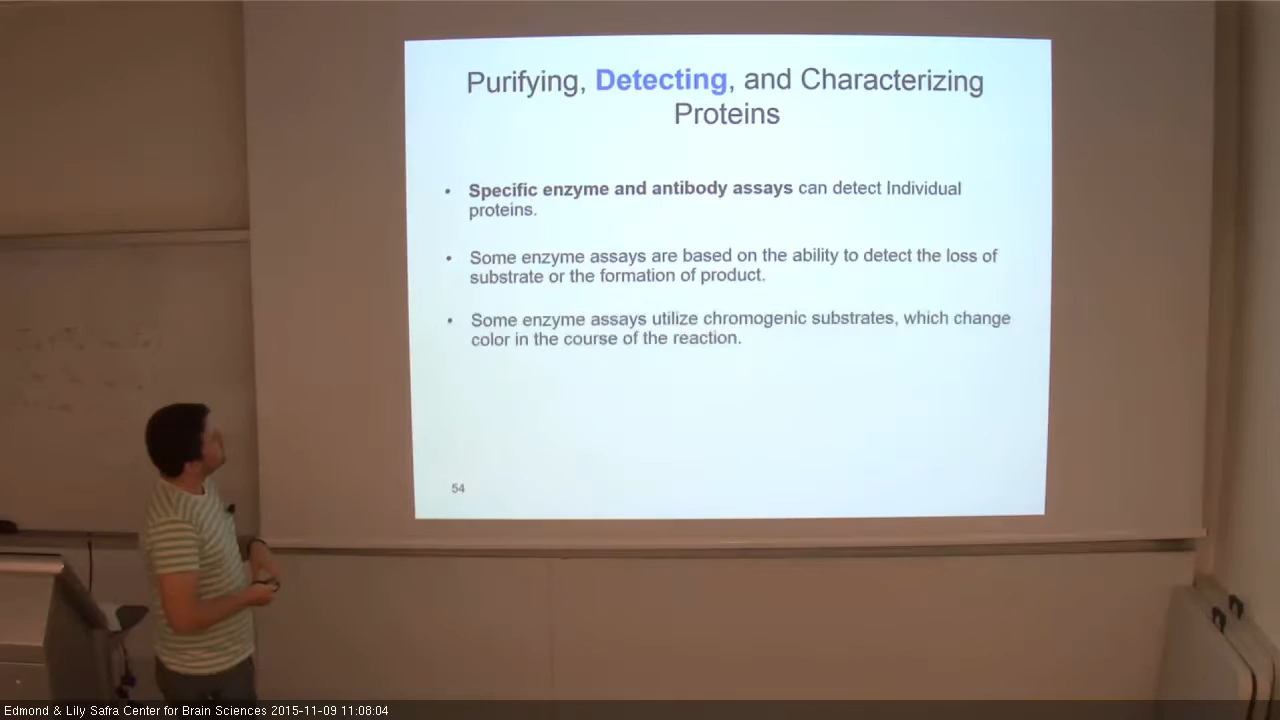 Purifying, Detecting, and Characterizing
Proteins
• Specific enzyme and antibody assays can detect Individual
proteins.
• Some enzyme assays are based on the ability to detect the loss of
substrate or the formation of product.
• Some enzyme assays utilize chromogenic substrates, which change
color in the course of the reaction.
54
Edmond & Lily Safra Center for Brain Sciences 2015-11-09 11:08:04